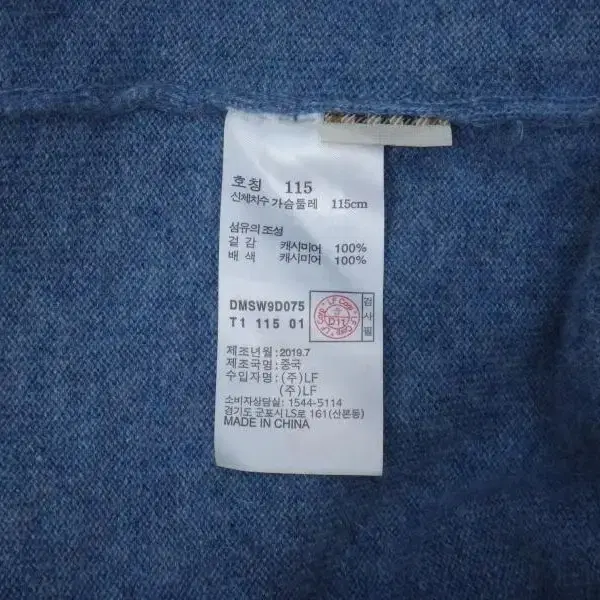 호칭 115
신체치수 가슴둘레 115cm
섬유의 조성
겉 감 캐시미어 100%
배 색 캐시미어 100%
DMSW9D075
T1 115 01
LF Corp
D11
검사필
제조년월 : 2019.7
제조국명 : 중국
수입자명 : (주)LF
(주)LF
소비자상담실: 1544-5114
경기도 군포시 LS로 161(산본동)
MADE IN CHINA